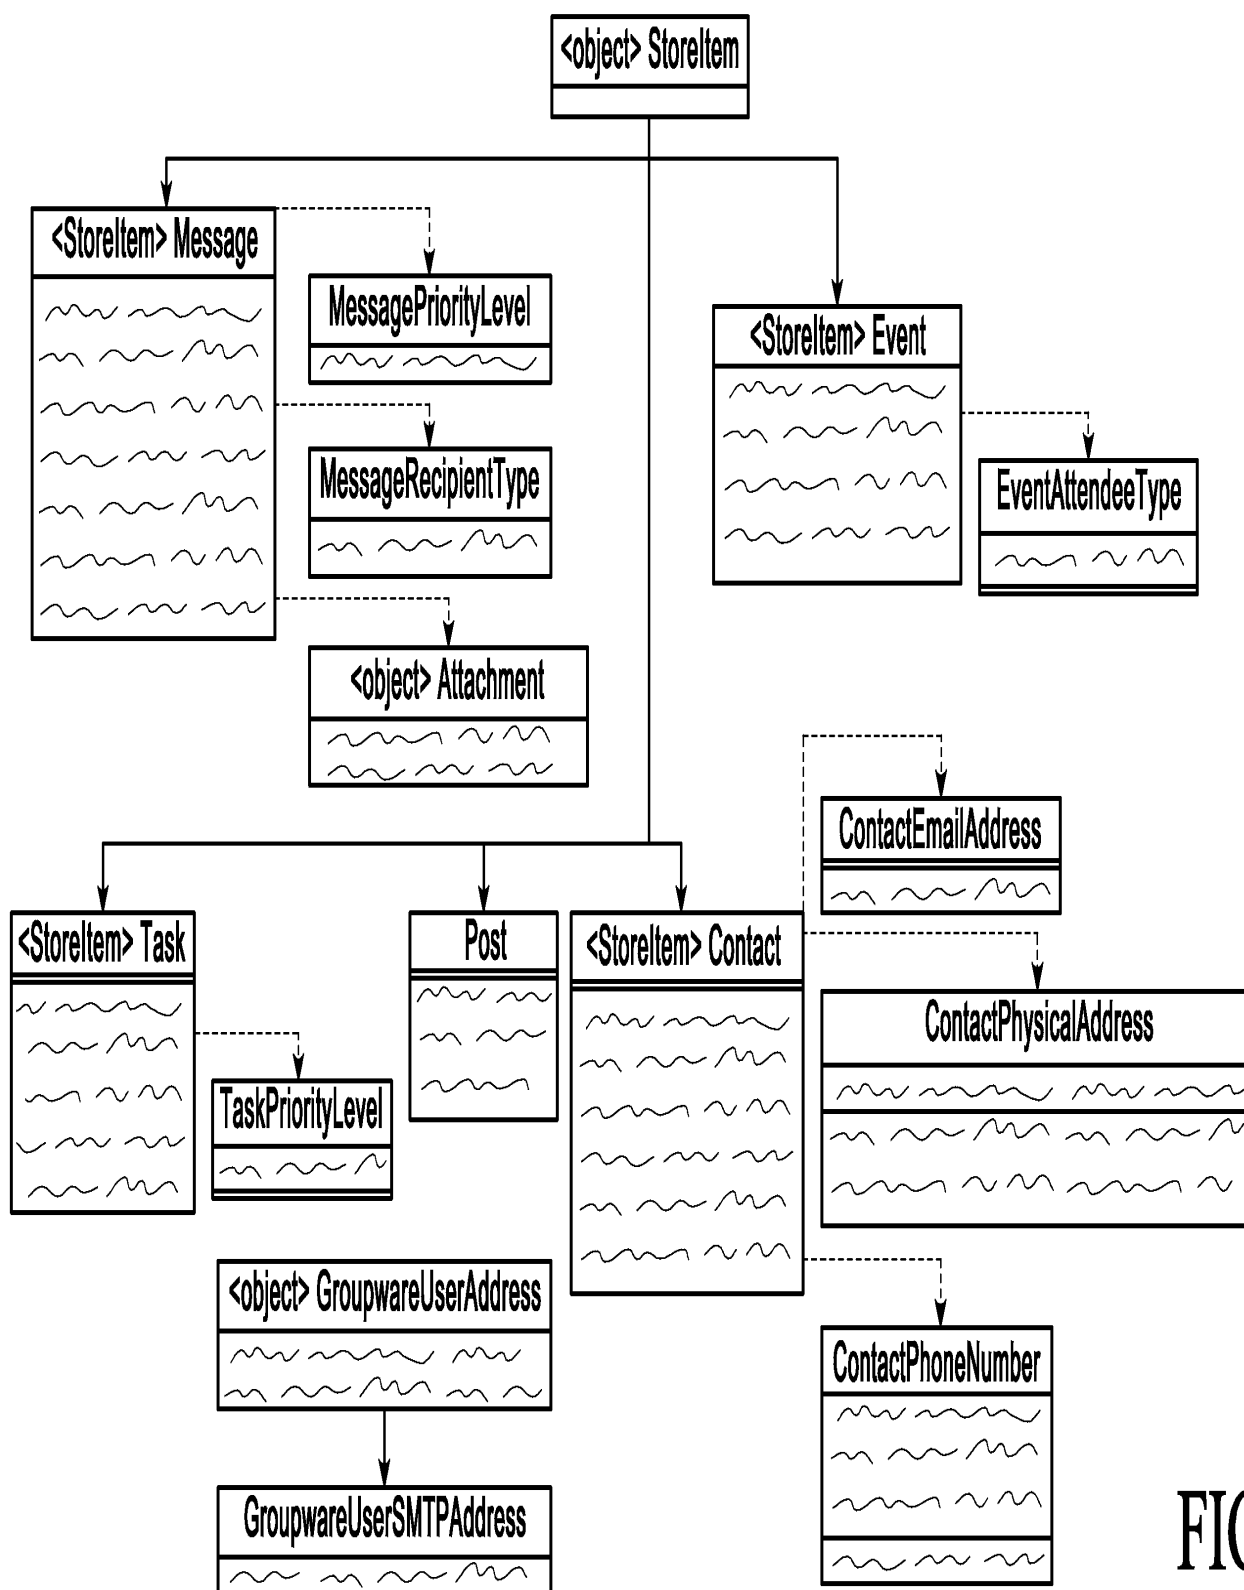 <object> StoreItem
<StoreItem> Message
MessagePriorityLevel
<StoreItem> Event
MessageRecipientType
EventAttendeeType
<object> Attachment
ContactEmailAddress
<StoreItem> Task
Post
<StoreItem> Contact
ContactPhysicalAddress
TaskPriorityLevel
<object> GroupwareUserAddress
ContactPhoneNumber
GroupwareUserSMTPAddress